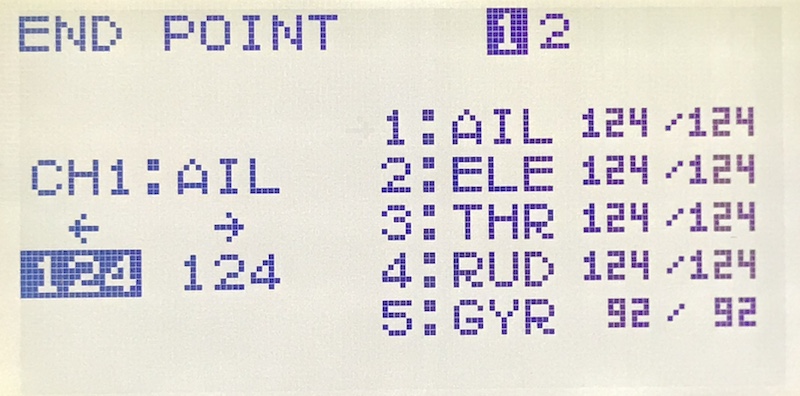 END POINT 1 2
1:AIL 124/124
CH1:AIL
2:ELE 124/124
← →
3:THR 124/124
124 124
4:RUD 124/124
5:GYR 92/ 92